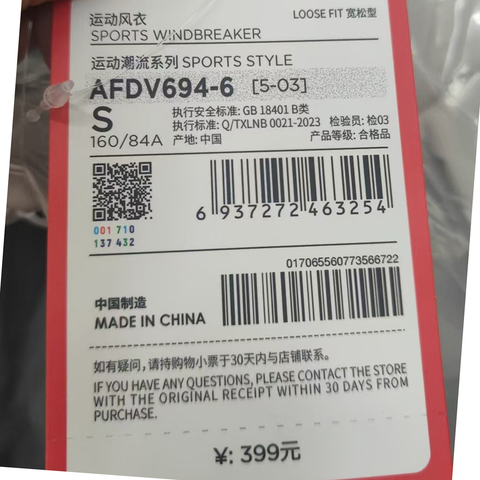 运动风衣 LOOSE FIT 宽松型
SPORTS WINDBREAKER
运动潮流系列 SPORTS STYLE
AFDV694-6 [5-03]
S 执行安全标准: GB 18401 B类
执行标准: Q/TXLNB 0021-2023 检验员: 检03
160/84A 产地: 中国 产品等级: 合格品
6 937272 463254
001 710
137 432
017065560773566722
中国制造
MADE IN CHINA
如有疑问，请持购物小票于30天内与店铺联系。
IF YOU HAVE ANY QUESTIONS, PLEASE CONTACT THE STORE
WITH THE ORIGINAL RECEIPT WITHIN 30 DAYS FROM
PURCHASE.
¥: 399元